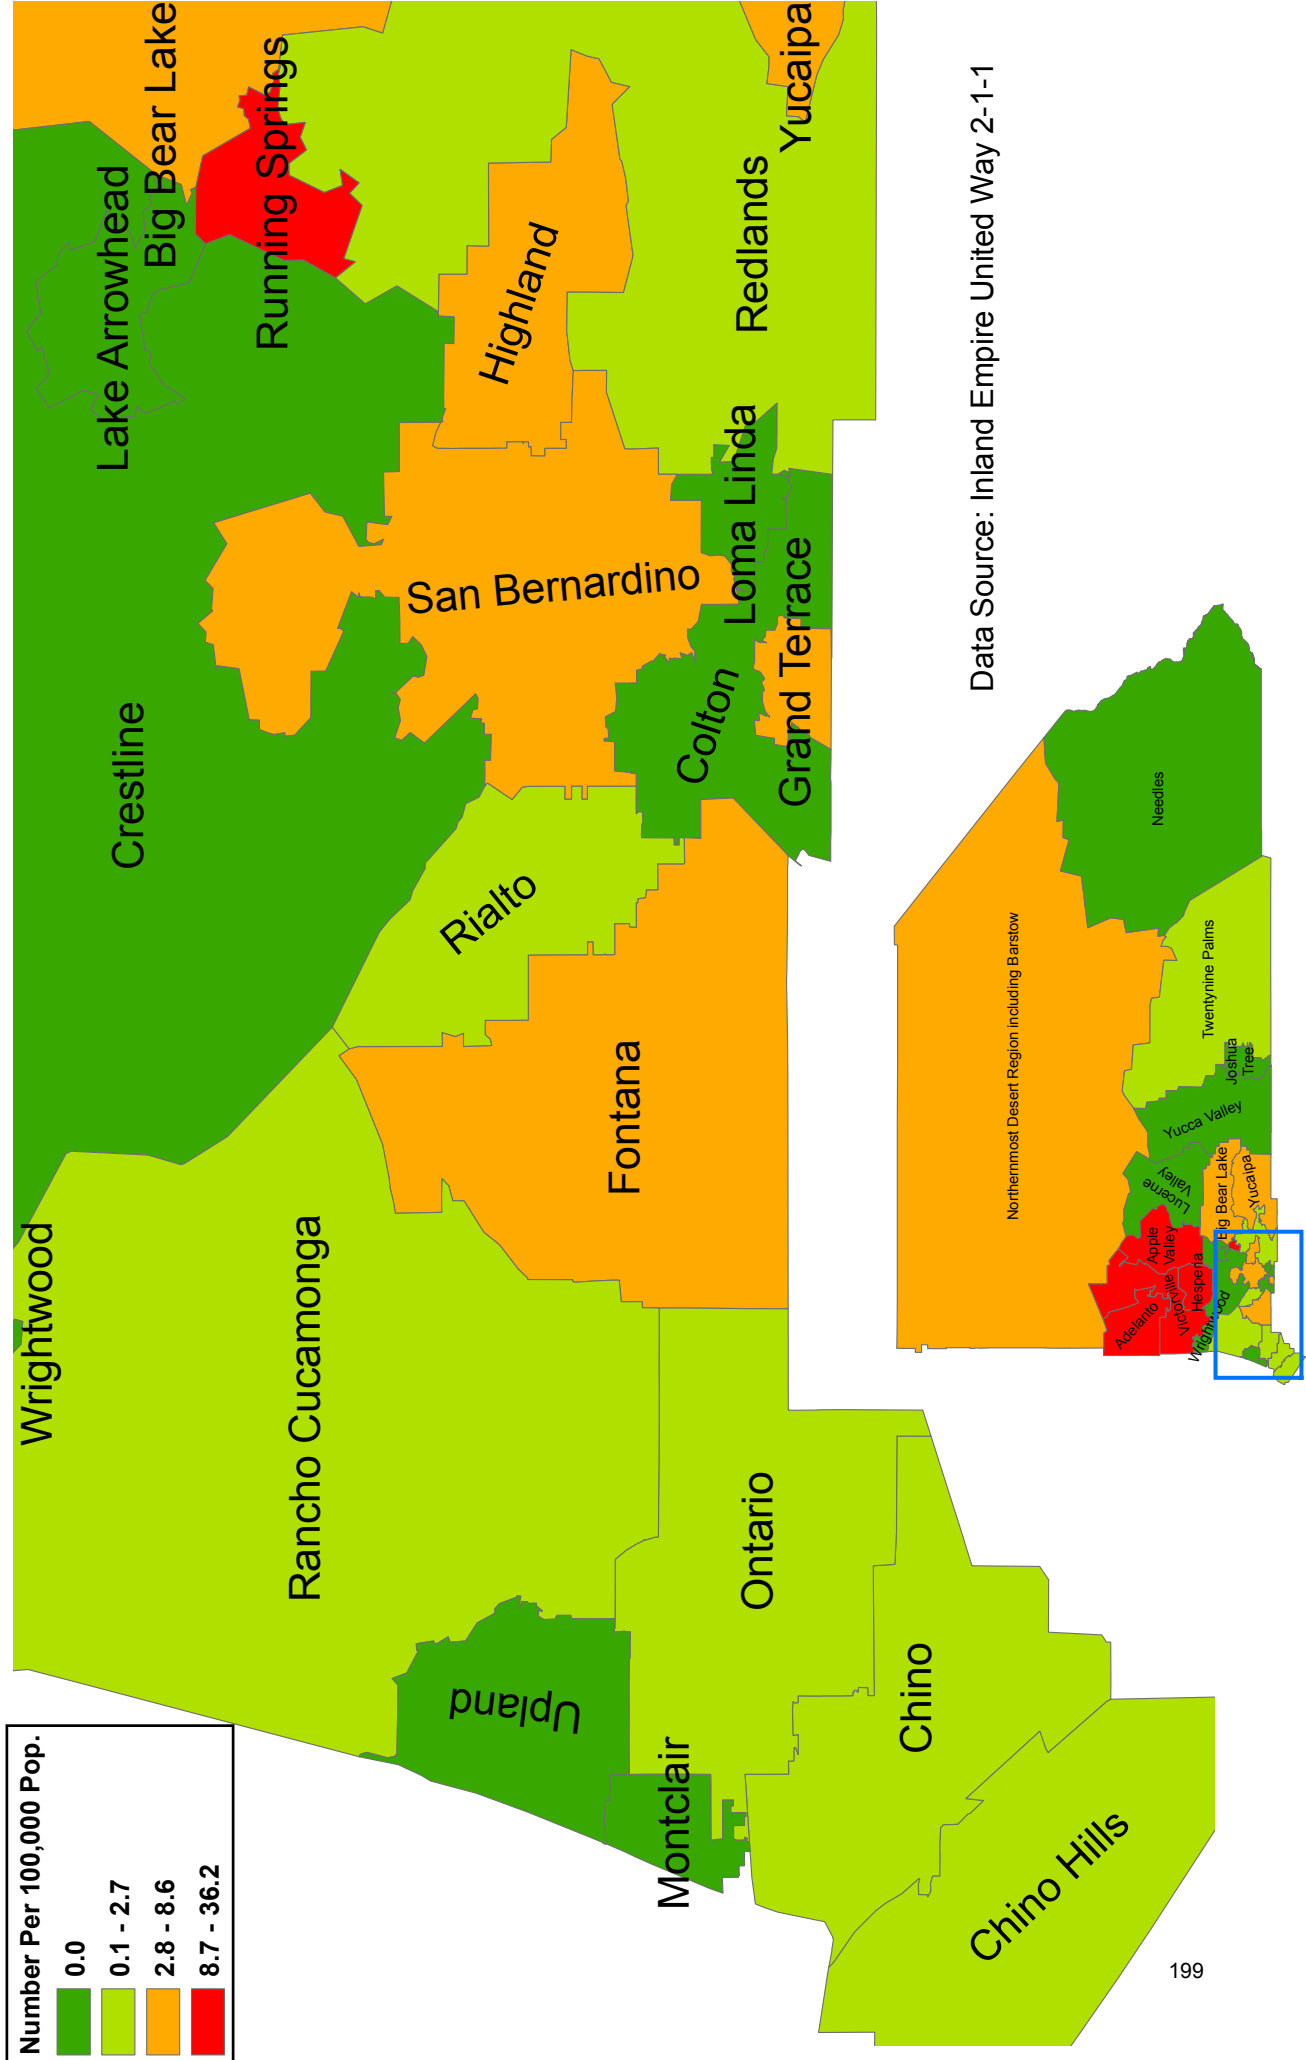 Number Per 100,000 Pop.
0.0
0.1 - 2.7
2.8 - 8.6
8.7 - 36.2
Wrightwood
Crestline
Lake Arrowhead
Big Bear Lake
Running Springs
Rancho Cucamonga
Rialto
San Bernardino
Highland
Upland
Fontana
Montclair
Ontario
Colton
Loma Linda
Grand Terrace
Redlands
Yucaipa
Chino
Chino Hills
Data Source: Inland Empire United Way 2-1-1
Northernmost Desert Region including Barstow
Needles
Twentynine Palms
Joshua
Tree
Yucca Valley
Lucerne
Valley
Apple
Valley
Adelanto
Victorville
Hesperia
Wrightwood
Big Bear Lake
Yucaipa
199